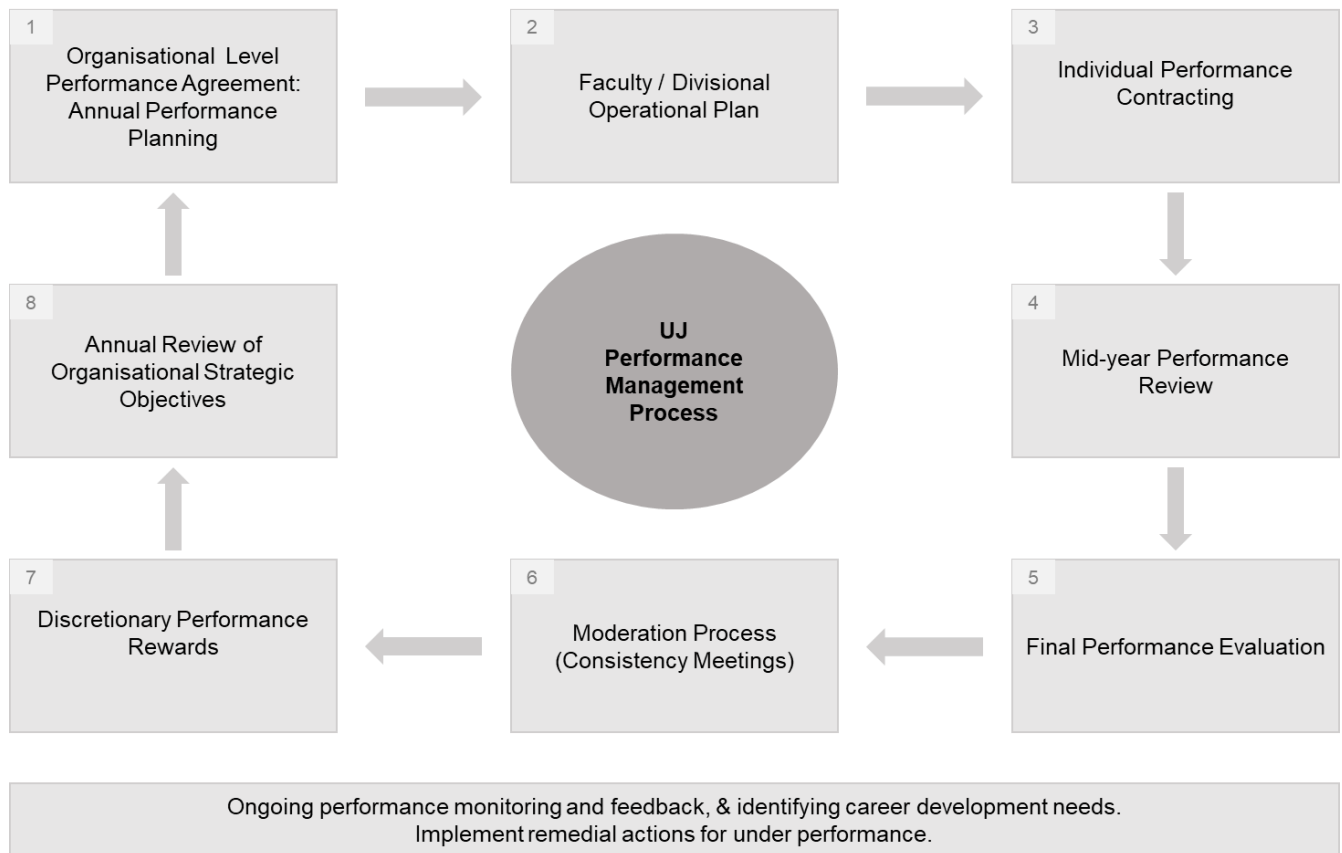 1
Organisational Level
Performance Agreement:
Annual Performance
Planning
2
Faculty / Divisional
Operational Plan
3
Individual Performance
Contracting
8
Annual Review of
Organisational Strategic
Objectives
UJ
Performance
Management
Process
4
Mid-year Performance
Review
7
Discretionary Performance
Rewards
6
Moderation Process
(Consistency Meetings)
5
Final Performance Evaluation
Ongoing performance monitoring and feedback, & identifying career development needs.
Implement remedial actions for under performance.